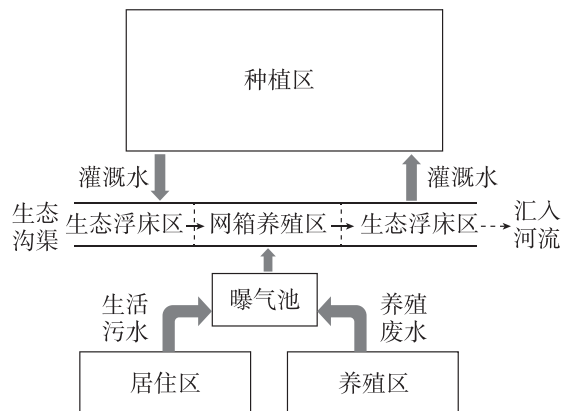 种植区
灌溉水
灌溉水
生态
沟渠
生态浮床区
网箱养殖区
生态浮床区
汇入
河流
曝气池
生活
污水
养殖
废水
居住区
养殖区